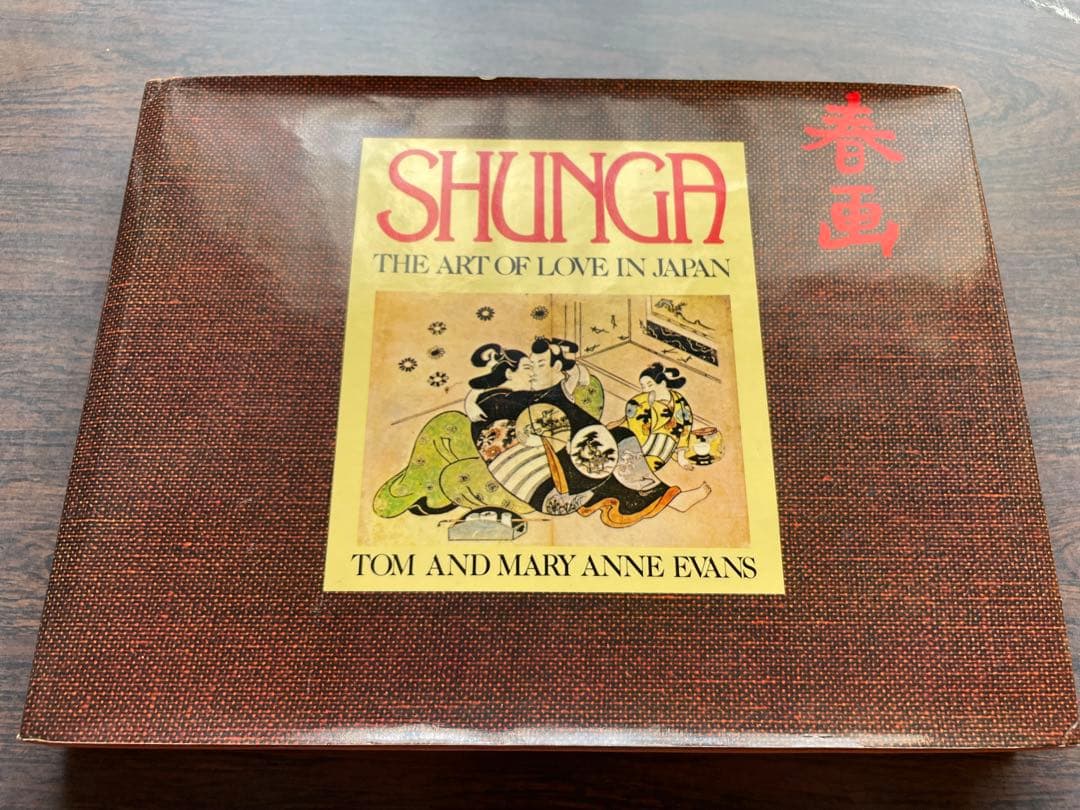 SHUNGA
THE ART OF LOVE IN JAPAN
TOM AND MARY ANNE EVANS
春画